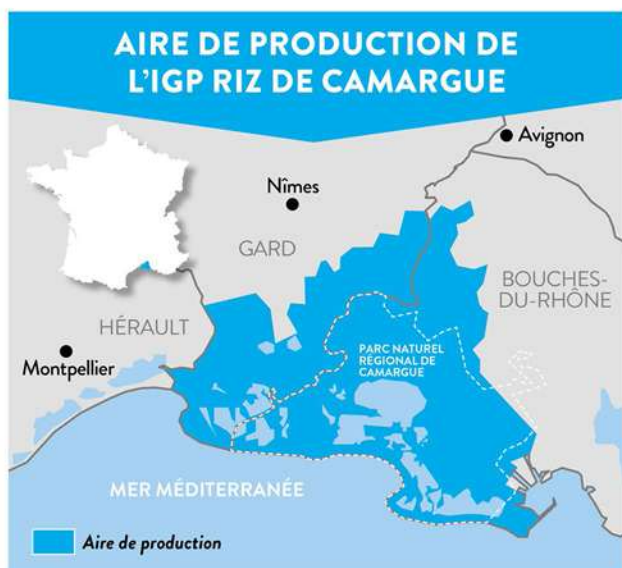 AIRE DE PRODUCTION DE
L'IGP RIZ DE CAMARGUE
Avignon
Nîmes
GARD
BOUCHES-
DU-RHÔNE
HÉRAULT
PARC NATUREL
RÉGIONAL DE
CAMARGUE
Montpellier
MER MÉDITERRANÉE
Aire de production